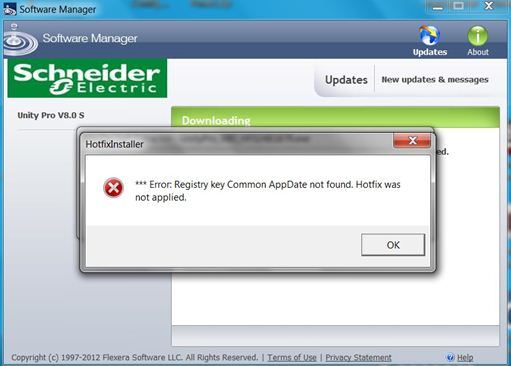 Software Manager
Software Manager
Updates
About
Schneider
Electric
Updates
New updates & messages
Unity Pro V8.0 S
Downloading
HotfixInstaller
*** Error: Registry key Common AppDate not found. Hotfix was
not applied.
OK
Copyright (c) 1997-2012 Flexera Software LLC. All Rights Reserved. | Terms of Use | Privacy Statement
Help